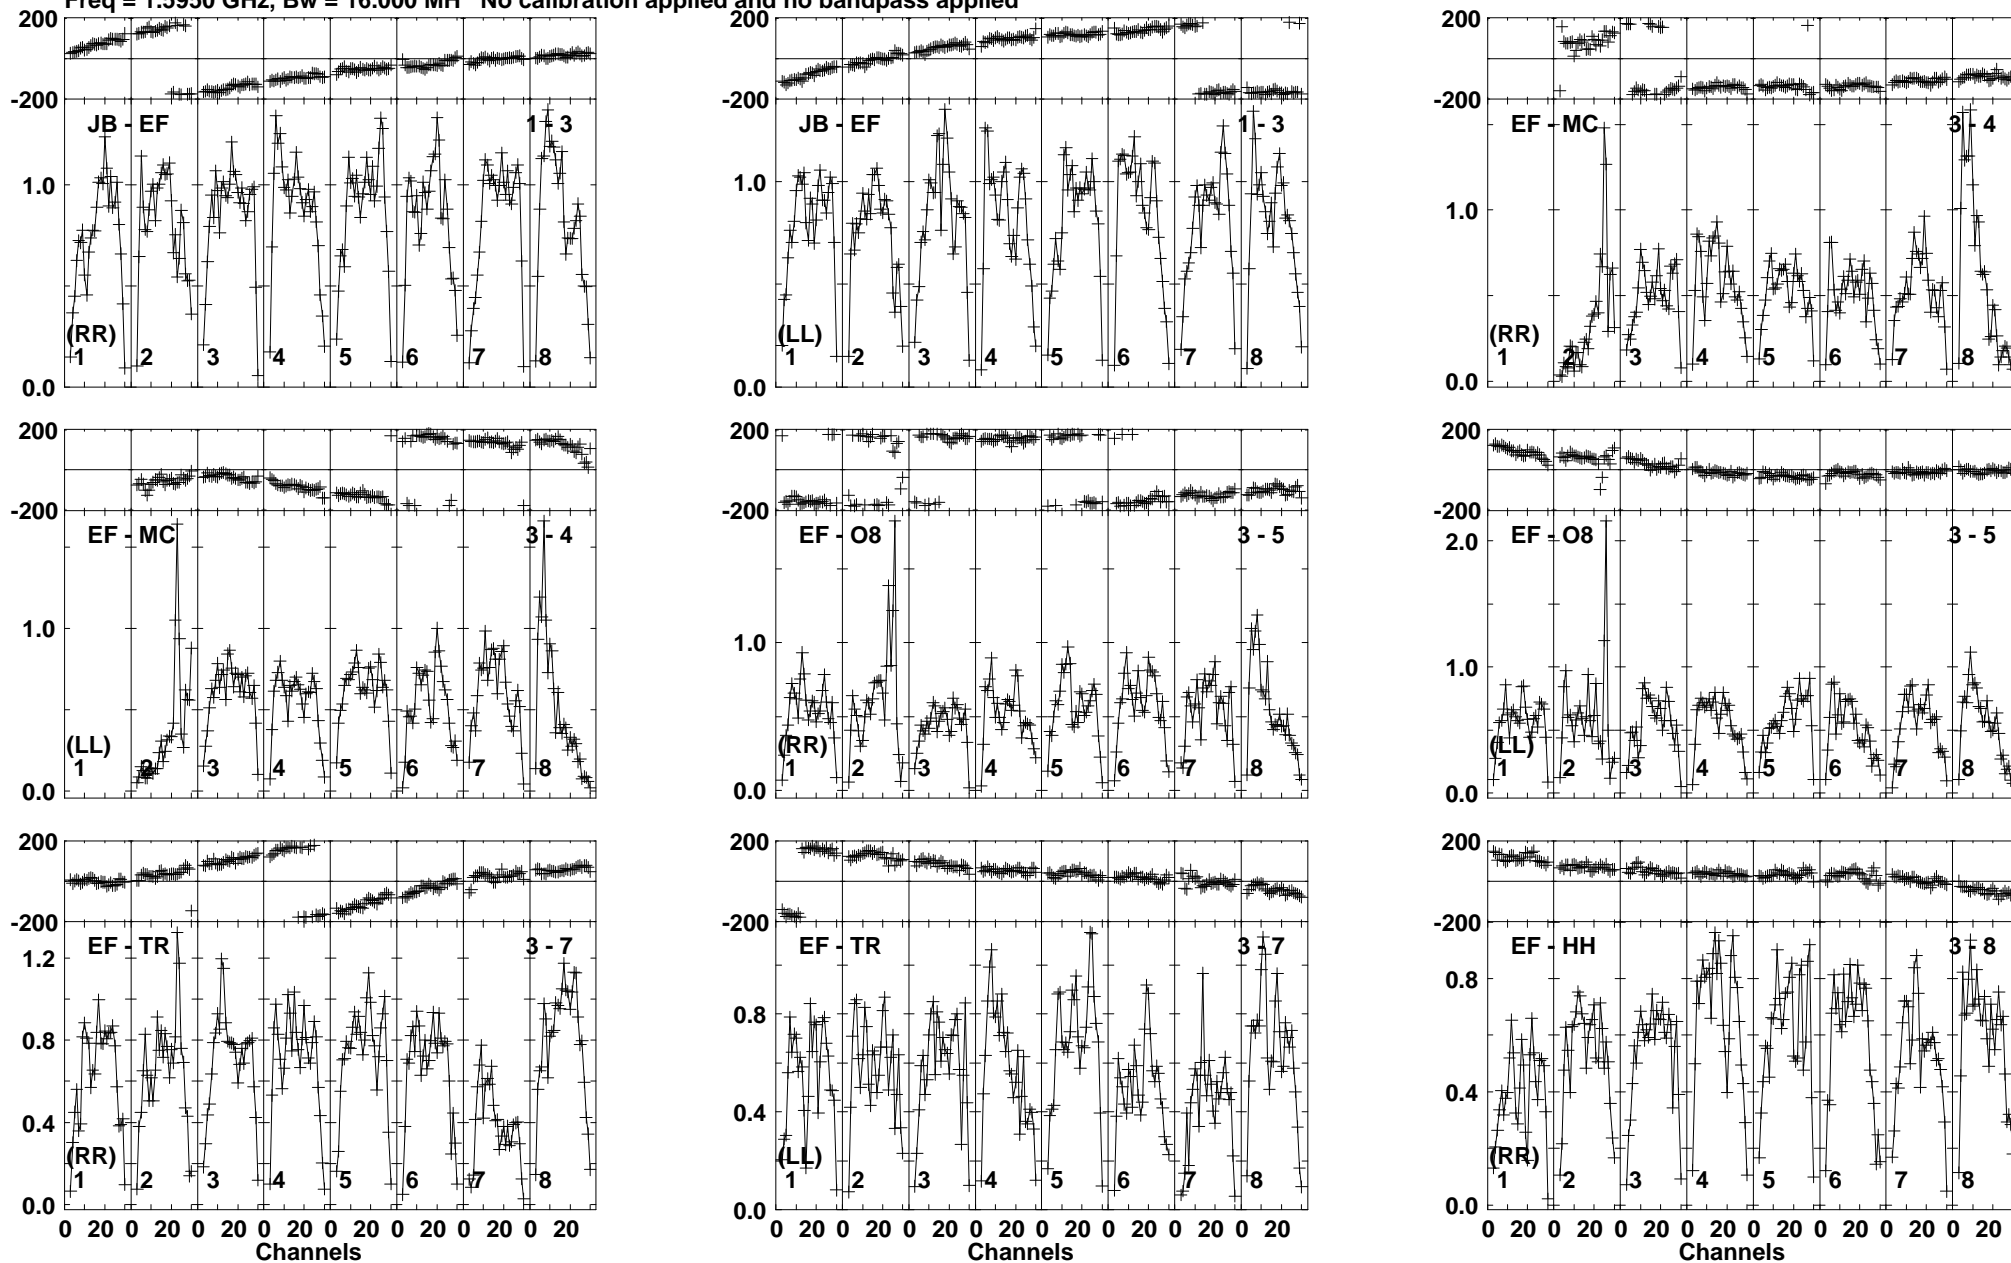 Freq = 1.5950 GHz, Bw = 16.000 MH No calibration applied and no bandpass applied
200 200 200
-200 -200 -200
JB - EF 1 - 3 JB - EF 1 - 3 EF - MC 3 - 4
1.0 1.0 1.0
(RR) (LL) (RR)
1 2 3 4 5 6 7 8 1 2 3 4 5 6 7 8 1 2 3 4 5 6 7 8
0.0 0.0 0.0
200 200 200
-200 -200 -200
EF - MC 3 - 4 EF - O8 3 - 5 EF - O8 3 - 5
2.0
1.0 1.0 1.0
(LL) (RR) (LL)
1 2 3 4 5 6 7 8 1 2 3 4 5 6 7 8 1 2 3 4 5 6 7 8
0.0 0.0 0.0
200 200 200
-200 -200 -200
EF - TR 3 - 7 EF - TR 3 - 7 EF - HH 3 - 8
1.2
0.8 0.8 0.8
0.4 0.4 0.4
(RR) (LL) (RR)
1 2 3 4 5 6 7 8 1 2 3 4 5 6 7 8 1 2 3 4 5 6 7 8
0.0 0.0 0.0
0 20 0 20 0 20 0 20 0 20 0 20 0 20 0 20 0 20 0 20 0 20 0 20 0 20 0 20 0 20 0 20 0 20 0 20 0 20 0 20 0 20 0 20 0 20 0 20
Channels Channels Channels